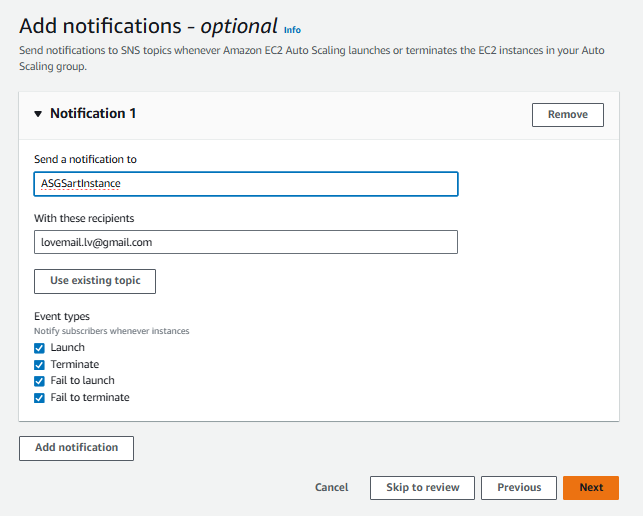 Add notifications - optional Info
Send notifications to SNS topics whenever Amazon EC2 Auto Scaling launches or terminates the EC2 instances in your Auto
Scaling group.
Notification 1
Remove
Send a notification to
ASGSartInstance
With these recipients
lovemail.lv@gmail.com
Use existing topic
Event types
Notify subscribers whenever instances
Launch
Terminate
Fail to launch
Fail to terminate
Add notification
Cancel Skip to review Previous Next